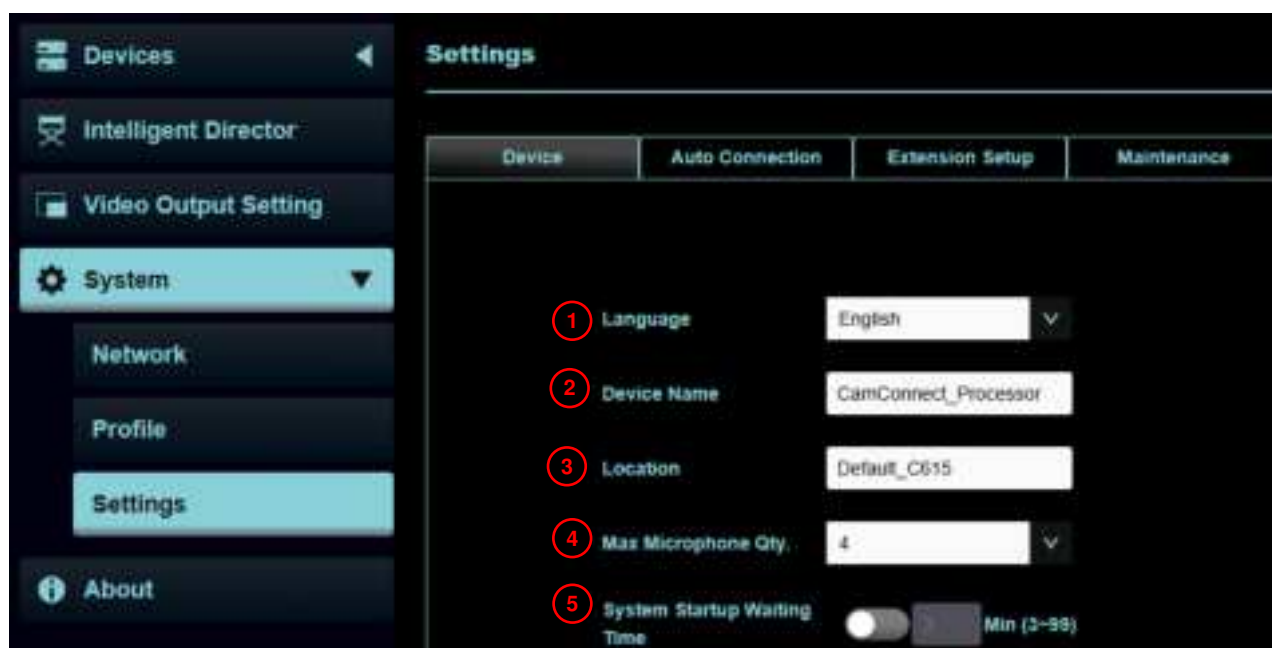 Devices
Settings
Intelligent Director
Device Auto Connection Extension Setup Maintenance
Video Output Setting
System
1 Language English
Network
2 Device Name CamConnect_Processor
Profile
3 Location Default_C615
Settings
4 Max Microphone Qty. 4
About
5 System Startup Waiting
Time
Min (3~99)